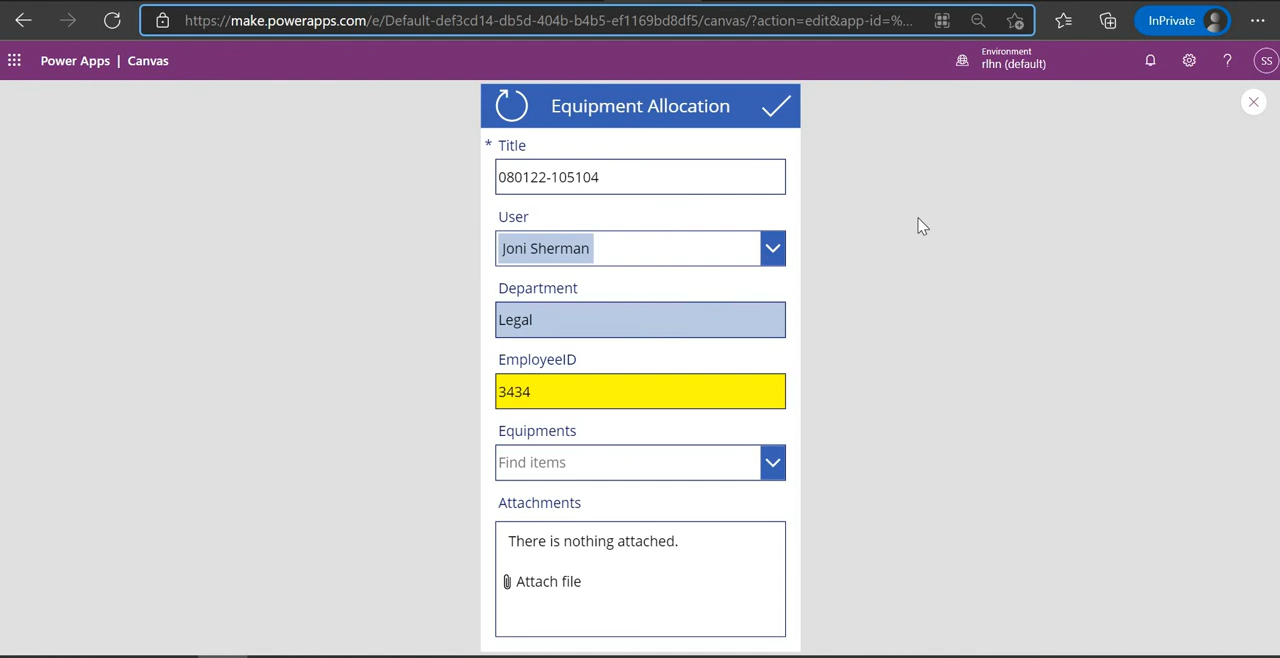 https://make.powerapps.com/e/Default-def3cd14-db5d-404b-b4b5-ef1169bd8df5/canvas/?action=edit&app-id=%...
InPrivate
Power Apps | Canvas
Environment
rlhn (default)
SS
Equipment Allocation
* Title
080122-105104
User
Joni Sherman
Department
Legal
EmployeeID
3434
Equipments
Find items
Attachments
There is nothing attached.
Attach file